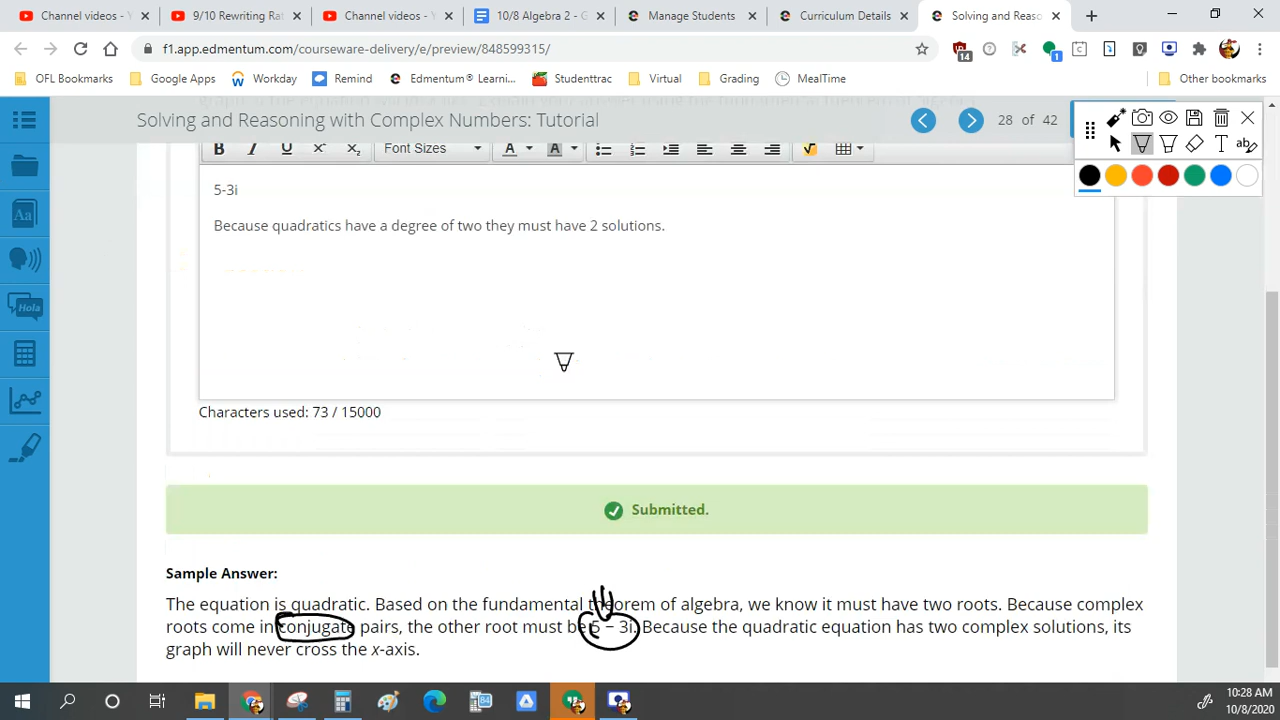 Channel videos - Y
9/10 Rewriting Rat
Channel videos - Y
10/8 Algebra 2 - G
Manage Students
Curriculum Details
Solving and Reaso
f1.app.edmentum.com/courseware-delivery/e/preview/848599315/
14
1
OFL Bookmarks
Google Apps
Workday
Remind
Edmentum® Learni...
Studenttrac
Virtual
Grading
MealTime
Other bookmarks
Solving and Reasoning with Complex Numbers: Tutorial
28 of 42
B I U Font Sizes A A
5-3i
Because quadratics have a degree of two they must have 2 solutions.
Characters used: 73 / 15000
Submitted.
Sample Answer:
The equation is quadratic. Based on the fundamental theorem of algebra, we know it must have two roots. Because complex
roots come in conjugate pairs, the other root must be 5 − 3i. Because the quadratic equation has two complex solutions, its
graph will never cross the x-axis.
Aa
Hola
10:28 AM
10/8/2020